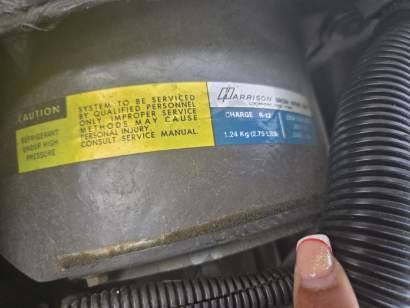 CAUTION
REFRIGERANT
UNDER HIGH
PRESSURE
SYSTEM TO BE SERVICED
BY QUALIFIED PERSONNEL
ONLY. IMPROPER SERVICE
METHODS MAY CAUSE
PERSONAL INJURY.
CONSULT SERVICE MANUAL.
HARRISON
CHARGE R-12
1.24 Kg (2.75 LBS)